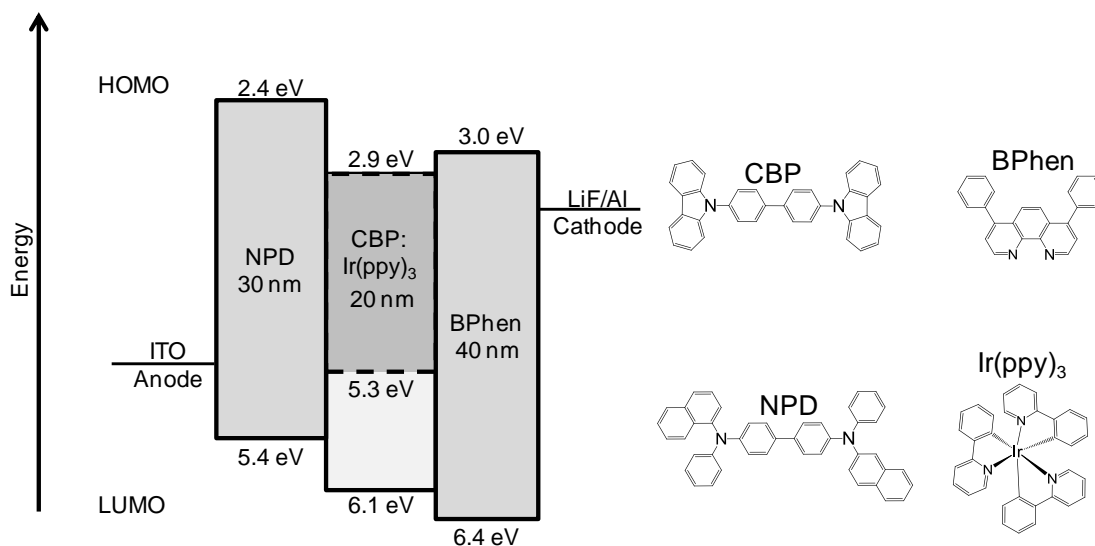 Energy
HOMO
LUMO
ITO
Anode
2.4 eV
NPD
30 nm
5.4 eV
2.9 eV
CBP:
Ir(ppy)₃
20 nm
5.3 eV
6.1 eV
3.0 eV
BPhen
40 nm
6.4 eV
LiF/Al
Cathode
CBP
N
N
BPhen
N
N
NPD
N
N
Ir(ppy)₃
N
Ir
N
N